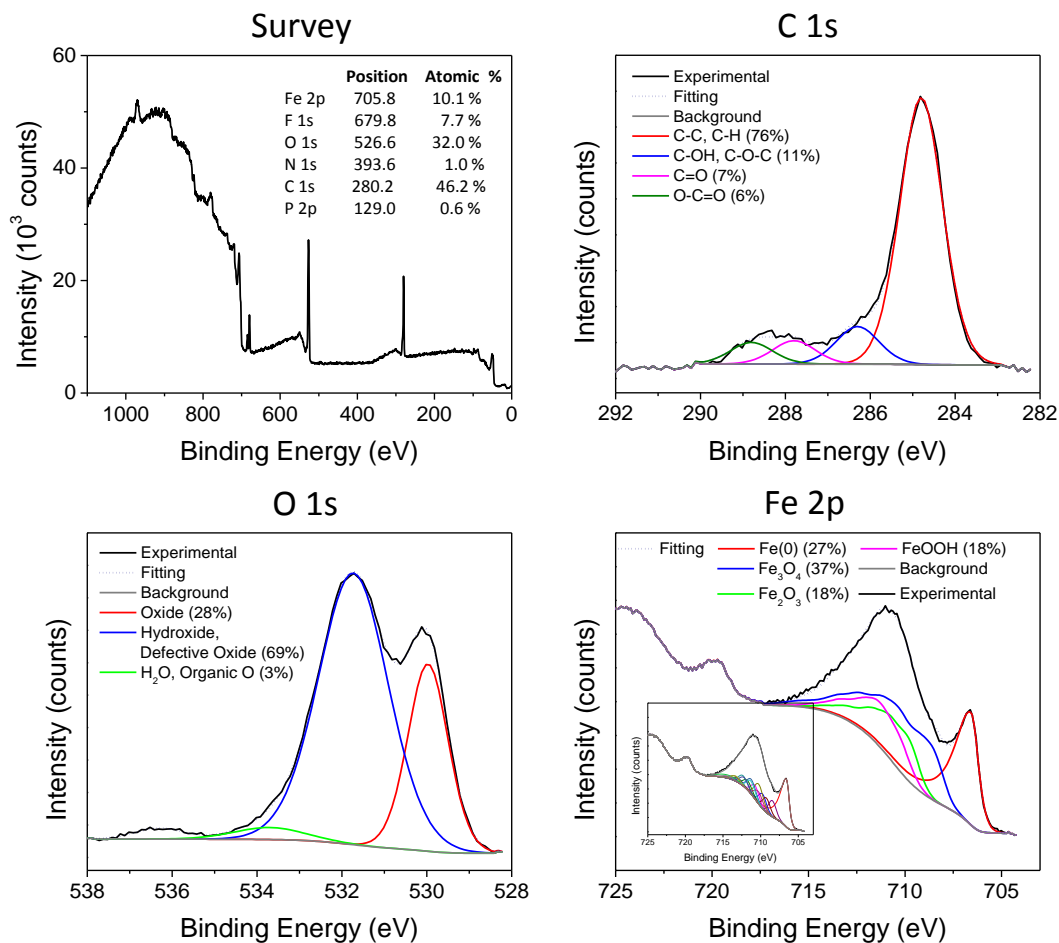 Survey
60
40
20
0
1000 800 600 400 200 0
Intensity (10³ counts)
Binding Energy (eV)
Position Atomic %
Fe 2p 705.8 10.1 %
F 1s 679.8 7.7 %
O 1s 526.6 32.0 %
N 1s 393.6 1.0 %
C 1s 280.2 46.2 %
P 2p 129.0 0.6 %
C 1s
Experimental
Fitting
Background
C-C, C-H (76%)
C-OH, C-O-C (11%)
C=O (7%)
O-C=O (6%)
Intensity (counts)
292 290 288 286 284 282
Binding Energy (eV)
O 1s
Experimental
Fitting
Background
Oxide (28%)
Hydroxide,
Defective Oxide (69%)
H₂O, Organic O (3%)
Intensity (counts)
538 536 534 532 530 528
Binding Energy (eV)
Fe 2p
Fitting Fe(0) (27%) FeOOH (18%)
Fe₃O₄ (37%) Background
Fe₂O₃ (18%) Experimental
Intensity (counts)
Intensity (counts)
725 720 715 710 705
Binding Energy (eV)
725 720 715 710 705
Binding Energy (eV)